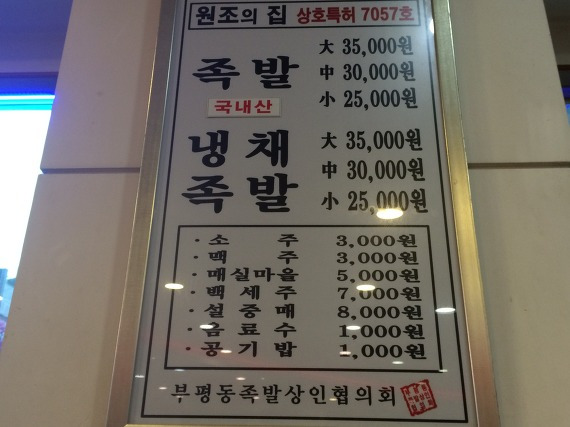 원조의 집 상호특허 7057호
족발 大 35,000원
中 30,000원
국내산 小 25,000원
냉채 족발 大 35,000원
中 30,000원
小 25,000원
· 소 주 3,000원
· 맥 주 3,000원
· 매실마을 5,000원
· 백 세 주 7,000원
· 설 중 매 8,000원
· 음 료 수 1,000원
· 공 기 밥 1,000원
부평동족발상인협의회